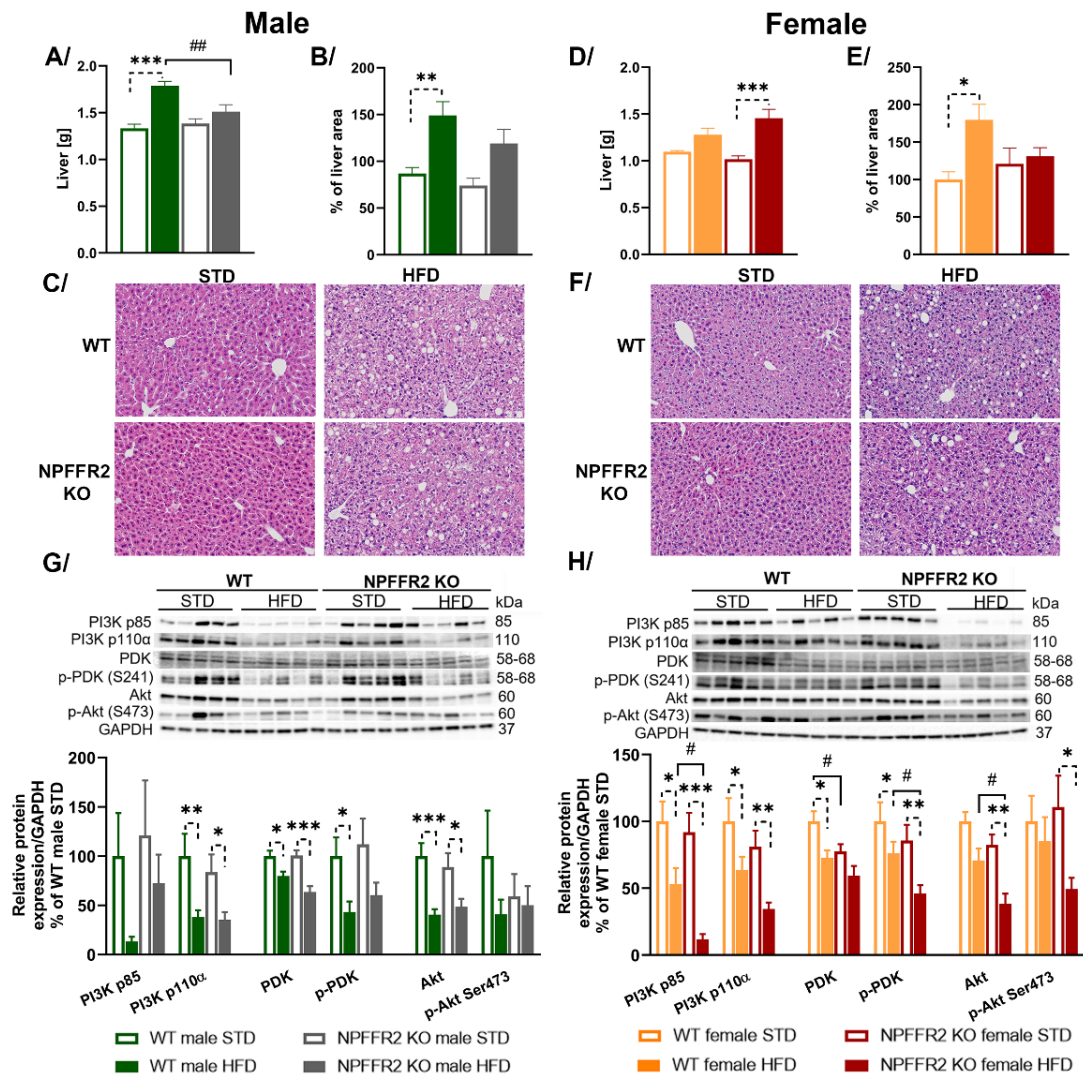 Male
Female
A/
B/
D/
E/
***
##
**
***
*
Liver [g]
2.0
1.5
1.0
0.5
0.0
% of liver area
200
150
100
50
0
Liver [g]
2.0
1.5
1.0
0.5
0.0
% of liver area
250
200
150
100
50
0
C/
STD
HFD
WT
NPFFR2
KO
F/
STD
HFD
WT
NPFFR2
KO
G/
WT
NPFFR2 KO
STD
HFD
STD
HFD
kDa
PI3K p85
85
PI3K p110α
110
PDK
58-68
p-PDK (S241)
58-68
Akt
60
p-Akt (S473)
60
GAPDH
37
H/
WT
NPFFR2 KO
STD
HFD
STD
HFD
kDa
PI3K p85
85
PI3K p110α
110
PDK
58-68
p-PDK (S241)
58-68
Akt
60
p-Akt (S473)
60
GAPDH
37
Relative protein
expression/GAPDH
% of WT male STD
200
150
100
50
0
**
*
*
***
*
***
*
PI3K p85
PI3K p110α
PDK
p-PDK
Akt
p-Akt Ser473
WT male STD
NPFFR2 KO male STD
WT male HFD
NPFFR2 KO male HFD
Relative protein
expression/GAPDH
% of WT female STD
150
100
50
0
#
*
***
*
**
#
*
*
#
**
#
**
*
PI3K p85
PI3K p110α
PDK
p-PDK
Akt
p-Akt Ser473
WT female STD
NPFFR2 KO female STD
WT female HFD
NPFFR2 KO female HFD